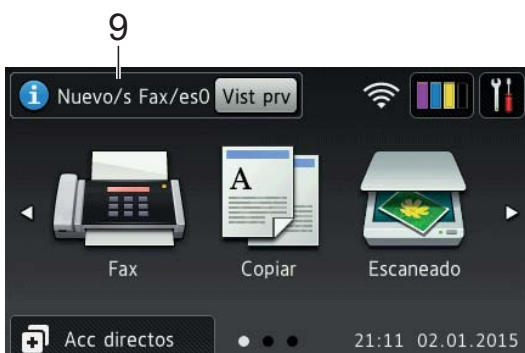 9
Nuevo/s Fax/es0 Vist prv
A
Fax Copiar Escaneado
Acc directos 21:11 02.01.2015